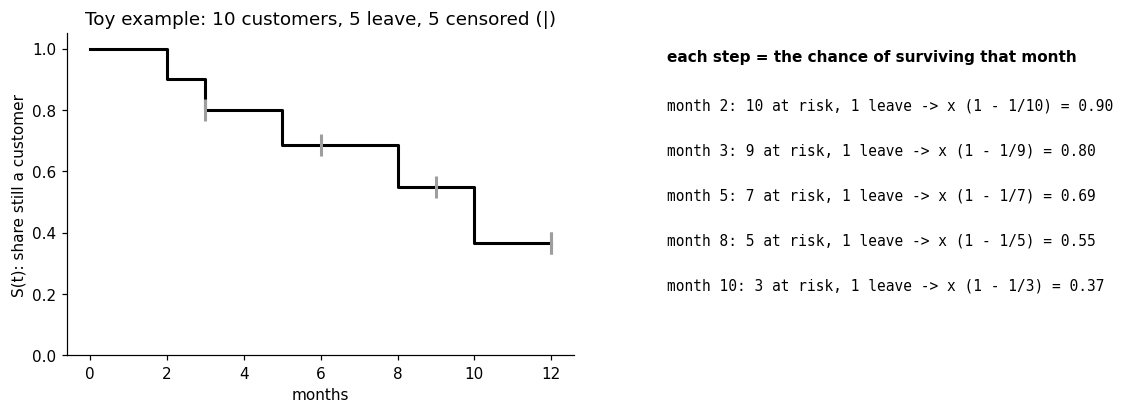 Toy example: 10 customers, 5 leave, 5 censored (|)
S(t): share still a customer
1.0
0.8
0.6
0.4
0.2
0.0
0 2 4 6 8 10 12
months
each step = the chance of surviving that month
month 2: 10 at risk, 1 leave -> x (1 - 1/10) = 0.90
month 3: 9 at risk, 1 leave -> x (1 - 1/9) = 0.80
month 5: 7 at risk, 1 leave -> x (1 - 1/7) = 0.69
month 8: 5 at risk, 1 leave -> x (1 - 1/5) = 0.55
month 10: 3 at risk, 1 leave -> x (1 - 1/3) = 0.37